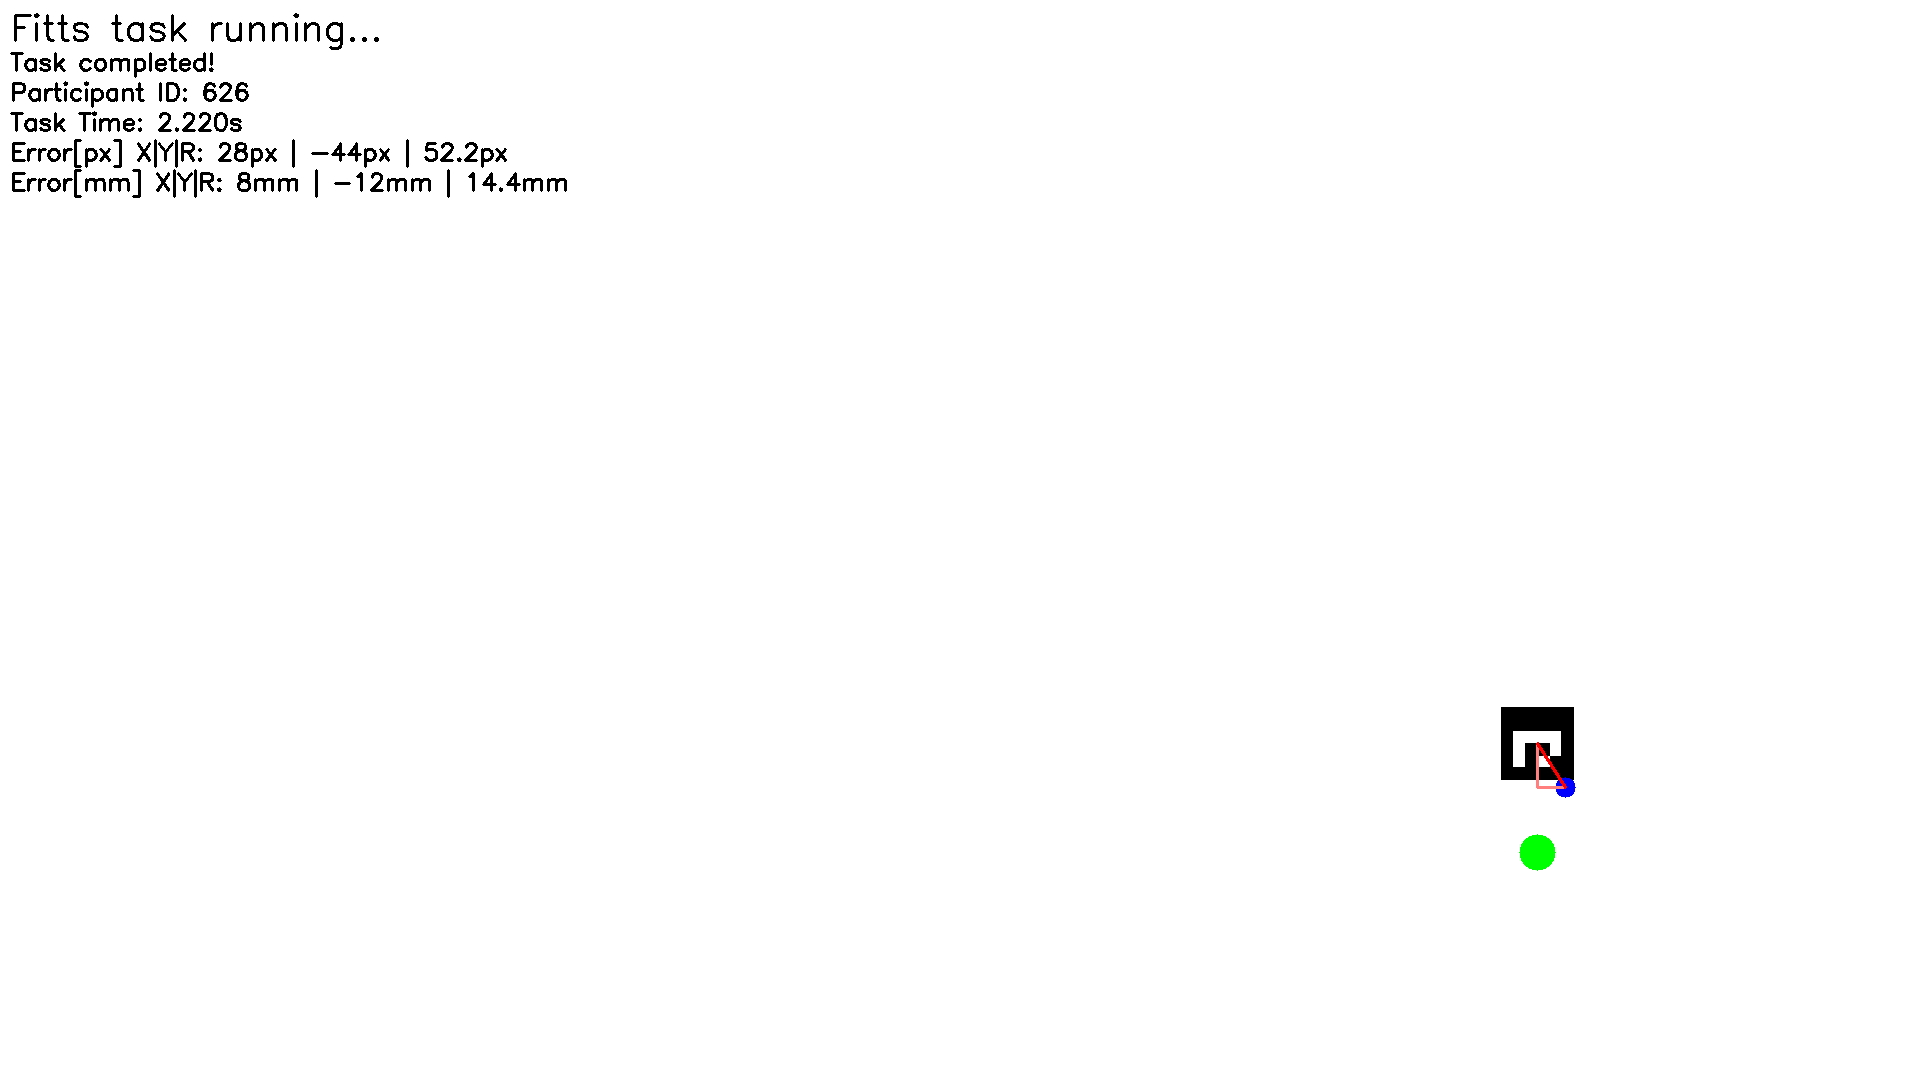 Fitts task running...
Task completed!
Participant ID: 626
Task Time: 2.220s
Error[px] X|Y|R: 28px | -44px | 52.2px
Error[mm] X|Y|R: 8mm | -12mm | 14.4mm